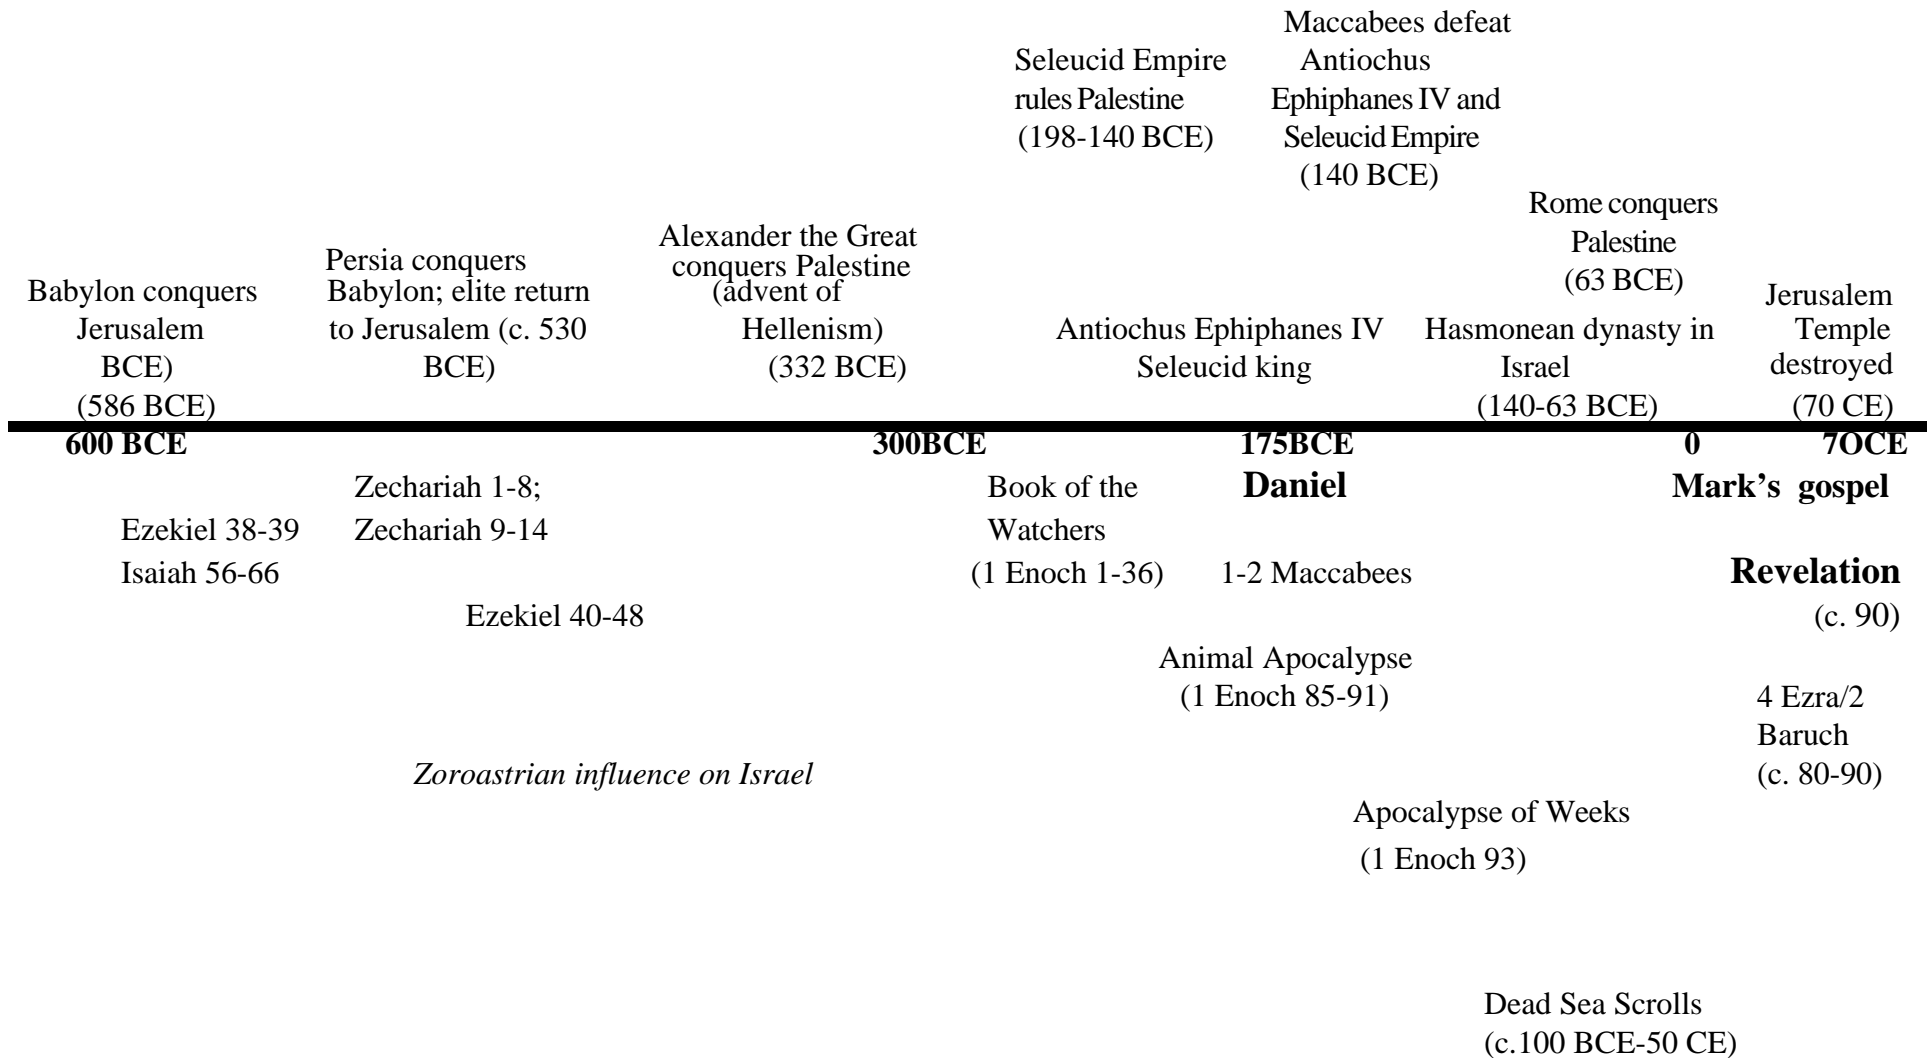 Maccabees defeat
Antiochus
Ephiphanes IV and
Seleucid Empire
(140 BCE)
Seleucid Empire
rules Palestine
(198-140 BCE)
Rome conquers
Palestine
(63 BCE)
Alexander the Great
conquers Palestine
(advent of
Hellenism)
(332 BCE)
Persia conquers
Babylon; elite return
to Jerusalem (c. 530
BCE)
Babylon conquers
Jerusalem
BCE)
(586 BCE)
Antiochus Ephiphanes IV
Seleucid king
Hasmonean dynasty in
Israel
(140-63 BCE)
Jerusalem
Temple
destroyed
(70 CE)
600 BCE
300BCE
175BCE
0
7OCE
Zechariah 1-8;
Zechariah 9-14
Ezekiel 38-39
Isaiah 56-66
Ezekiel 40-48
Book of the
Watchers
(1 Enoch 1-36)
Daniel
1-2 Maccabees
Mark’s gospel
Revelation
(c. 90)
Animal Apocalypse
(1 Enoch 85-91)
4 Ezra/2
Baruch
(c. 80-90)
Zoroastrian influence on Israel
Apocalypse of Weeks
(1 Enoch 93)
Dead Sea Scrolls
(c.100 BCE-50 CE)